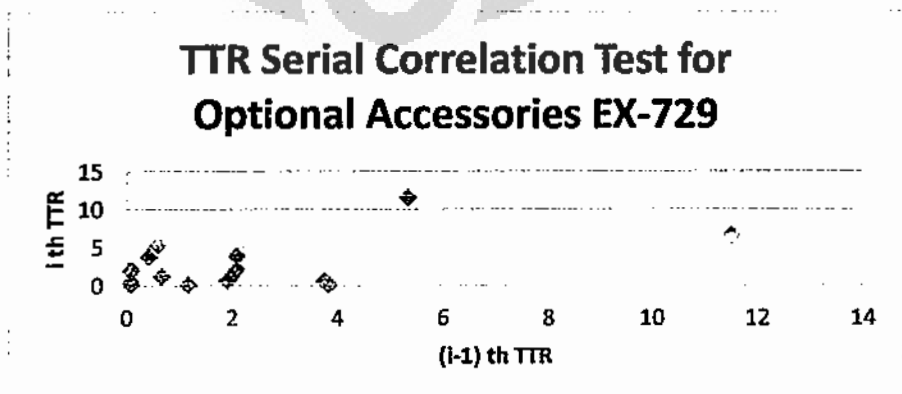 TTR Serial Correlation Test for
Optional Accessories EX-729
15
10
5
0
i th TTR
0 2 4 6 8 10 12 14
(i-1) th TTR